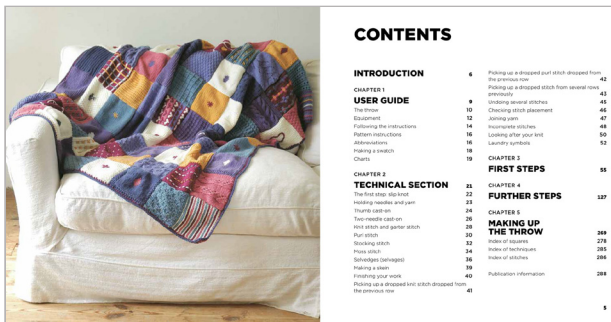 CONTENTS
INTRODUCTION 6
CHAPTER 1
USER GUIDE 9
The throw 10
Equipment 12
Following the instructions 14
Pattern instructions 16
Abbreviations 16
Making a swatch 18
Charts 19
CHAPTER 2
TECHNICAL SECTION 21
The first step: slip knot 22
Holding needles and yarn 23
Thumb cast-on 24
Two-needle cast-on 26
Knit stitch and garter stitch 28
Purl stitch 30
Stocking stitch 32
Moss stitch 34
Selvedges (selvages) 36
Making a skein 39
Finishing your work 40
Picking up a dropped knit stitch dropped from
the previous row 41
Picking up a dropped purl stitch dropped from
the previous row 42
Picking up a dropped stitch from several rows
previously 43
Undoing several stitches 45
Checking stitch placement 45
Joining yarn 47
Incomplete stitches 48
Looking after your knit 50
Laundry symbols 52
CHAPTER 3
FIRST STEPS 55
CHAPTER 4
FURTHER STEPS 127
CHAPTER 5
MAKING UP
THE THROW 269
Index of squares 278
Index of techniques 285
Index of stitches 286
Publication information 288
5